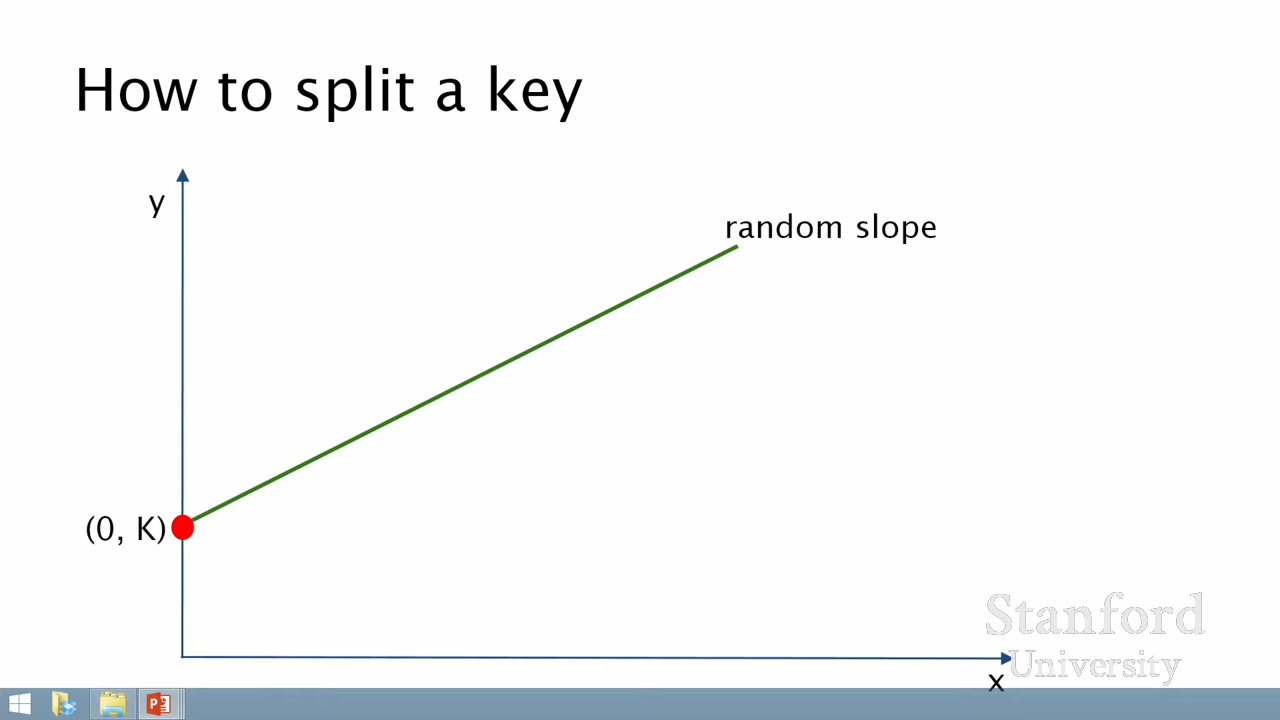 How to split a key
y
random slope
(0, K)
Stanford
University
x